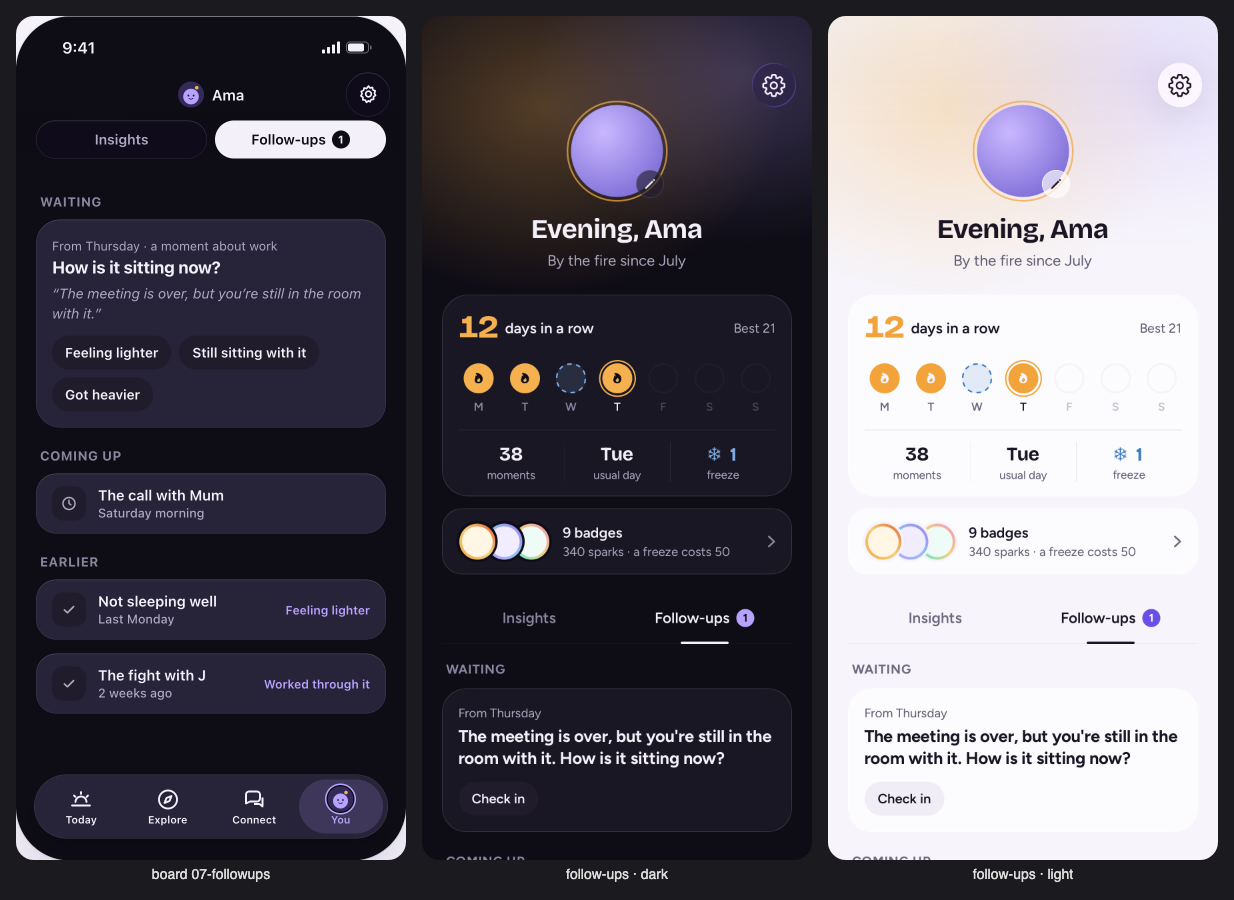 9:41
Ama
Insights
Follow-ups 1
WAITING
From Thursday · a moment about work
How is it sitting now?
“The meeting is over, but you’re still in the room
with it.”
Feeling lighter
Still sitting with it
Got heavier
COMING UP
The call with Mum
Saturday morning
EARLIER
Not sleeping well
Last Monday
Feeling lighter
The fight with J
2 weeks ago
Worked through it
Today
Explore
Connect
You
board 07-followups
Evening, Ama
By the fire since July
12 days in a row
Best 21
M T W T F S S
38
moments
Tue
usual day
1
freeze
9 badges
340 sparks · a freeze costs 50
Insights
Follow-ups 1
WAITING
From Thursday
The meeting is over, but you're still in the
room with it. How is it sitting now?
Check in
COMING UP
follow-ups · dark
Evening, Ama
By the fire since July
12 days in a row
Best 21
M T W T F S S
38
moments
Tue
usual day
1
freeze
9 badges
340 sparks · a freeze costs 50
Insights
Follow-ups 1
WAITING
From Thursday
The meeting is over, but you're still in the
room with it. How is it sitting now?
Check in
COMING UP
follow-ups · light